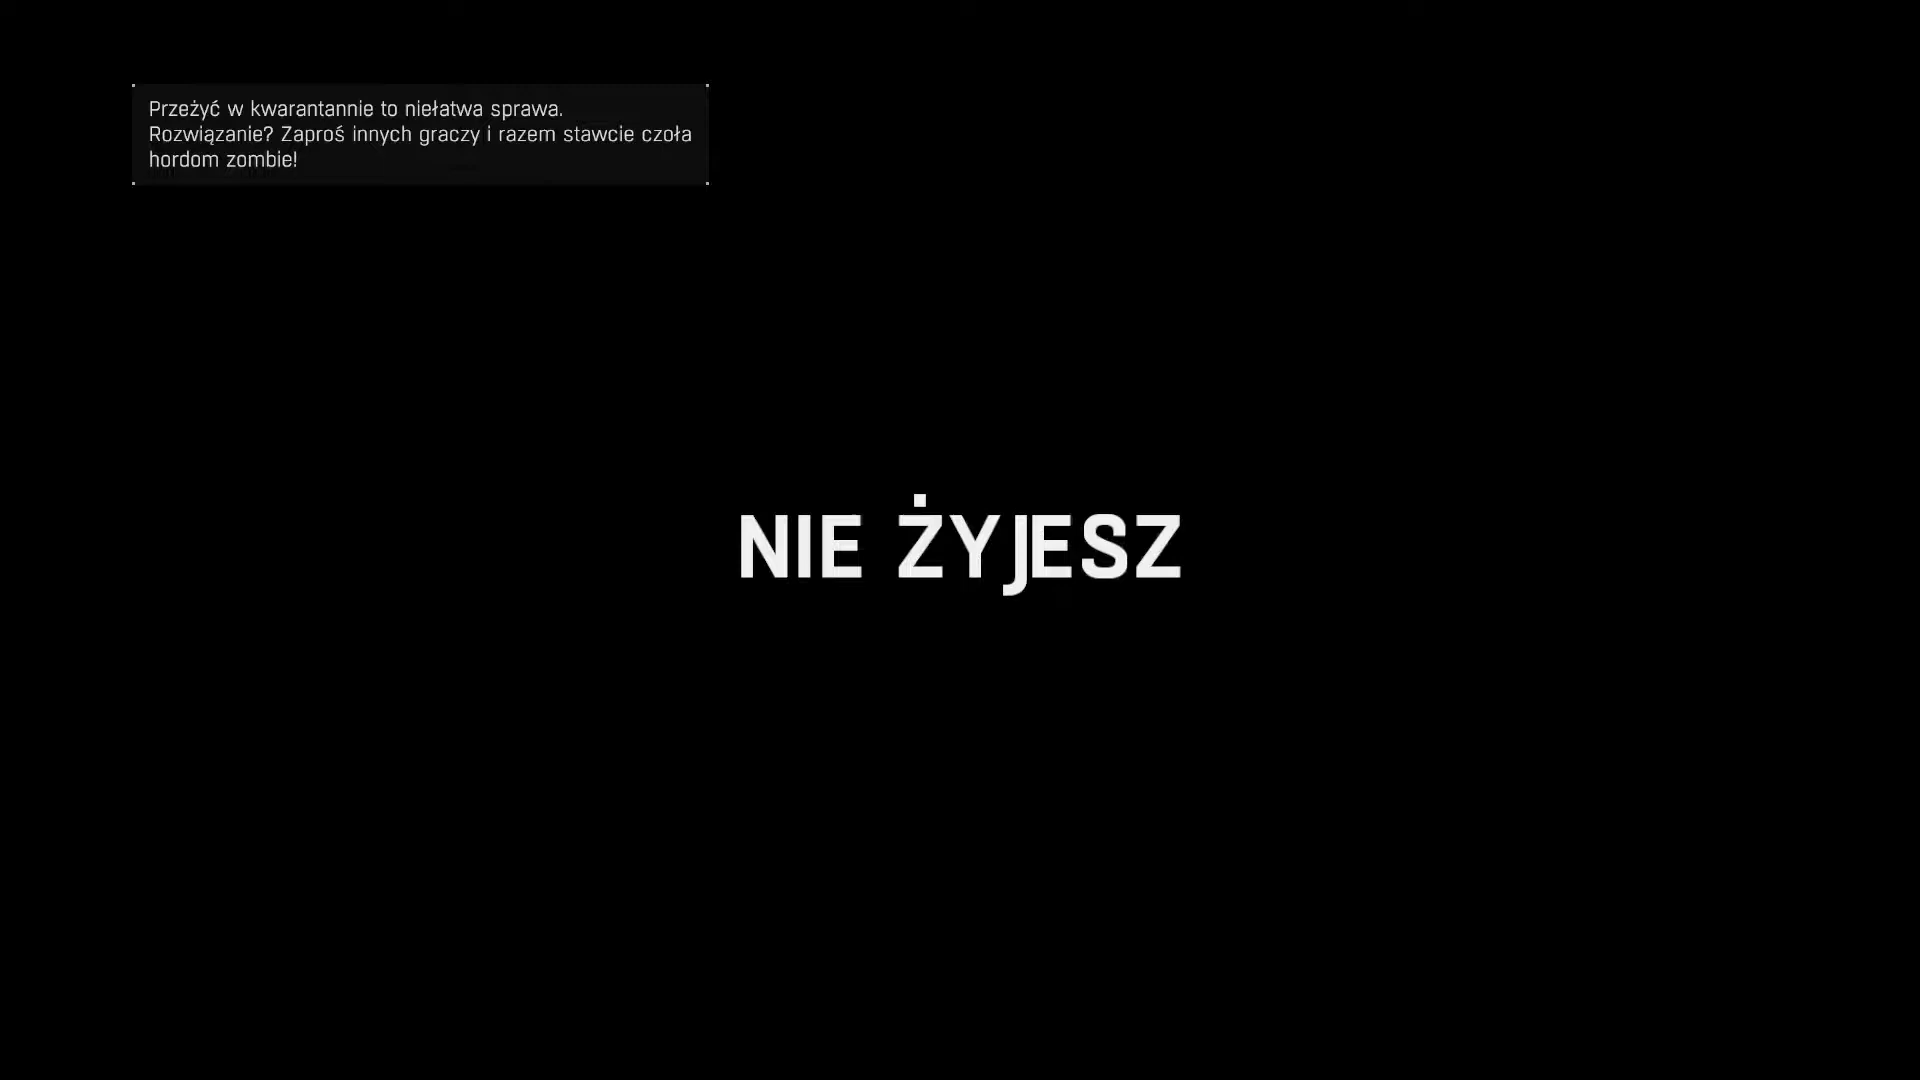 Przeżyć w kwarantannie to niełatwa sprawa.
Rozwiązanie? Zaproś innych graczy i razem stawcie czoła
hordom zombie!
NIE ŻYJESZ